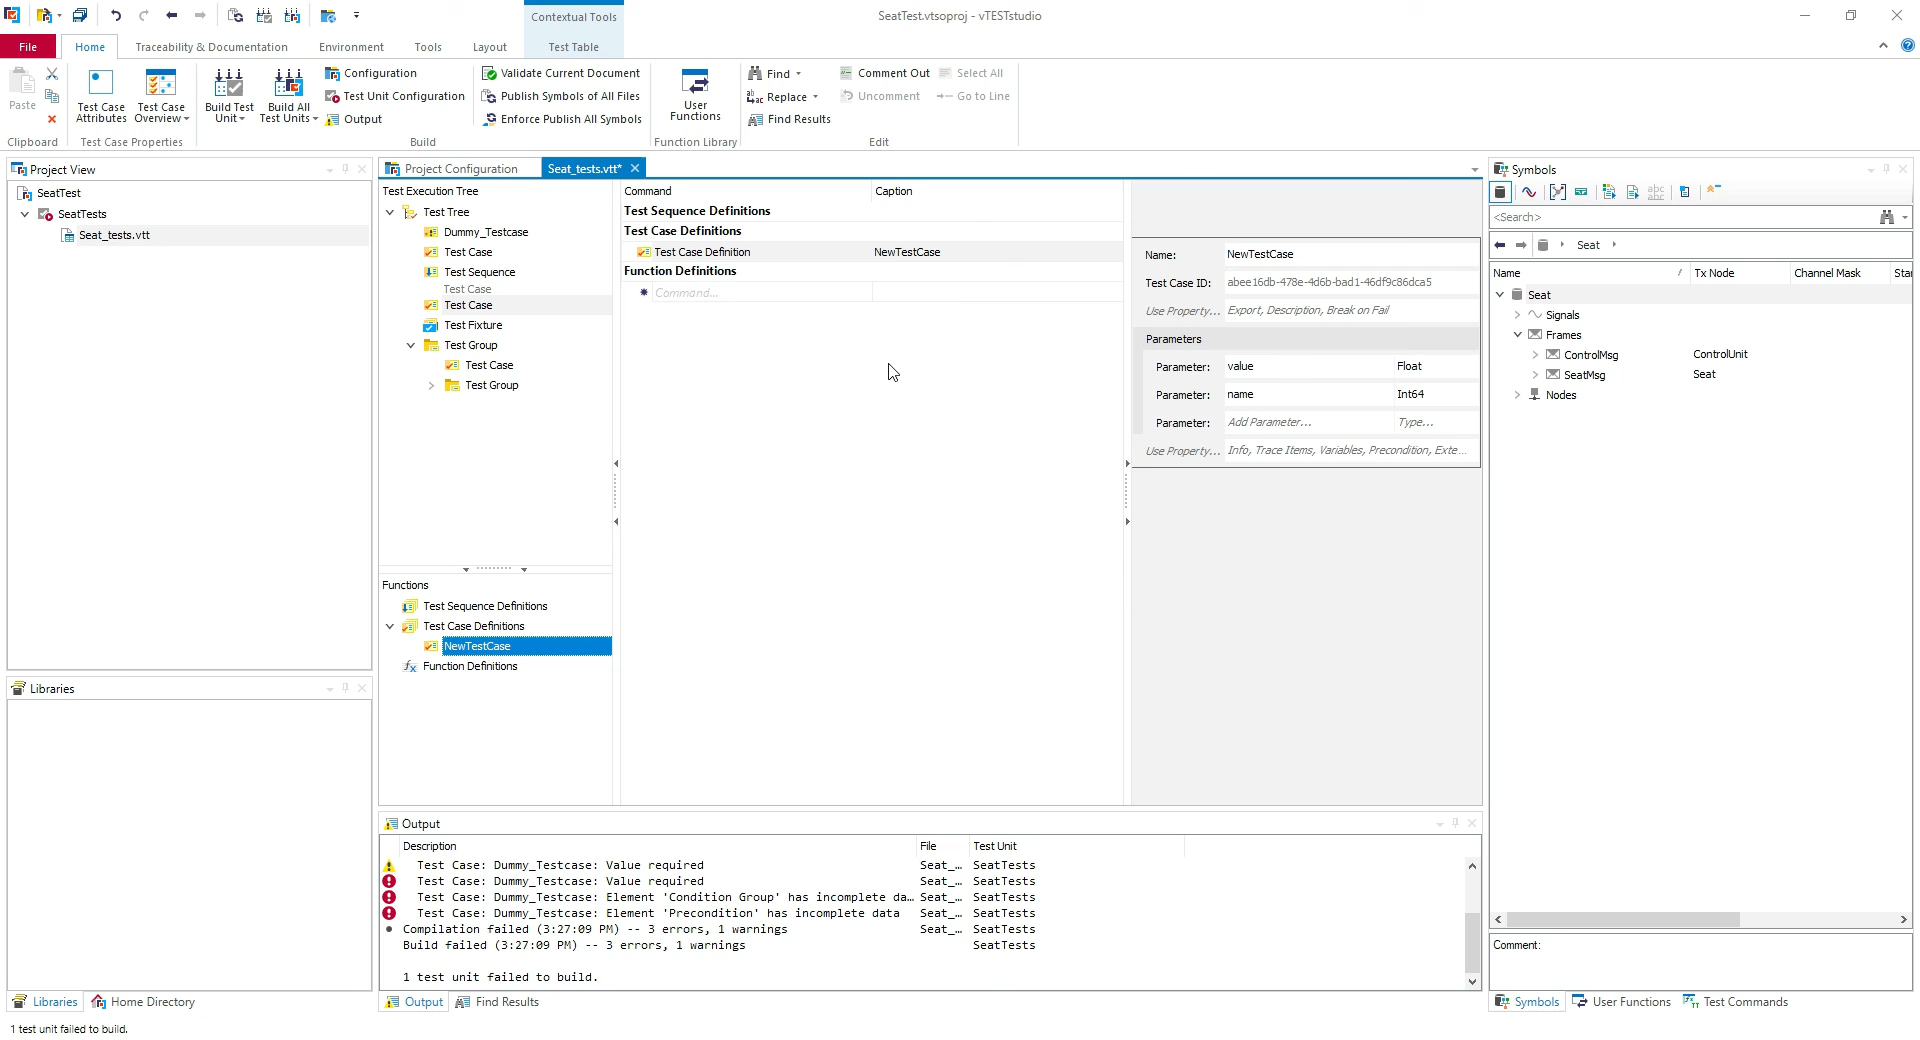 Contextual Tools
SeatTest.vtsoproj - vTESTstudio
File
Home
Traceability & Documentation
Environment
Tools
Layout
Test Table
Paste
Clipboard
Test Case
Attributes
Test Case
Overview
Test Case Properties
Build Test
Unit
Build All
Test Units
Configuration
Test Unit Configuration
Output
Validate Current Document
Publish Symbols of All Files
Enforce Publish All Symbols
Build
User
Functions
Function Library
Find
Replace
Find Results
Comment Out
Uncomment
Select All
Go to Line
Edit
Project View
SeatTest
SeatTests
Seat_tests.vtt
Libraries
Libraries
Home Directory
1 test unit failed to build.
Project Configuration
Seat_tests.vtt*
Test Execution Tree
Test Tree
Dummy_Testcase
Test Case
Test Sequence
Test Case
Test Case
Test Fixture
Test Group
Test Case
Test Group
Functions
Test Sequence Definitions
Test Case Definitions
NewTestCase
Function Definitions
Command
Caption
Test Sequence Definitions
Test Case Definitions
Test Case Definition
NewTestCase
Function Definitions
Command...
Name:
NewTestCase
Test Case ID:
abee16db-478e-4d6b-bad1-46df9c86dca5
Use Property...
Export, Description, Break on Fail
Parameters
Parameter:
value
Float
Parameter:
name
Int64
Parameter:
Add Parameter...
Type...
Use Property...
Info, Trace Items, Variables, Precondition, Exte...
Output
Description
File
Test Unit
Test Case: Dummy_Testcase: Value required Seat_... SeatTests
Test Case: Dummy_Testcase: Value required Seat_... SeatTests
Test Case: Dummy_Testcase: Element 'Condition Group' has incomplete da... Seat_... SeatTests
Test Case: Dummy_Testcase: Element 'Precondition' has incomplete data Seat_... SeatTests
Compilation failed (3:27:09 PM) -- 3 errors, 1 warnings Seat_... SeatTests
Build failed (3:27:09 PM) -- 3 errors, 1 warnings SeatTests
1 test unit failed to build.
Output
Find Results
Symbols
<Search>
Seat
Name
Tx Node
Channel Mask
Star
Seat
Signals
Frames
ControlMsg
ControlUnit
SeatMsg
Seat
Nodes
Comment:
Symbols
User Functions
Test Commands